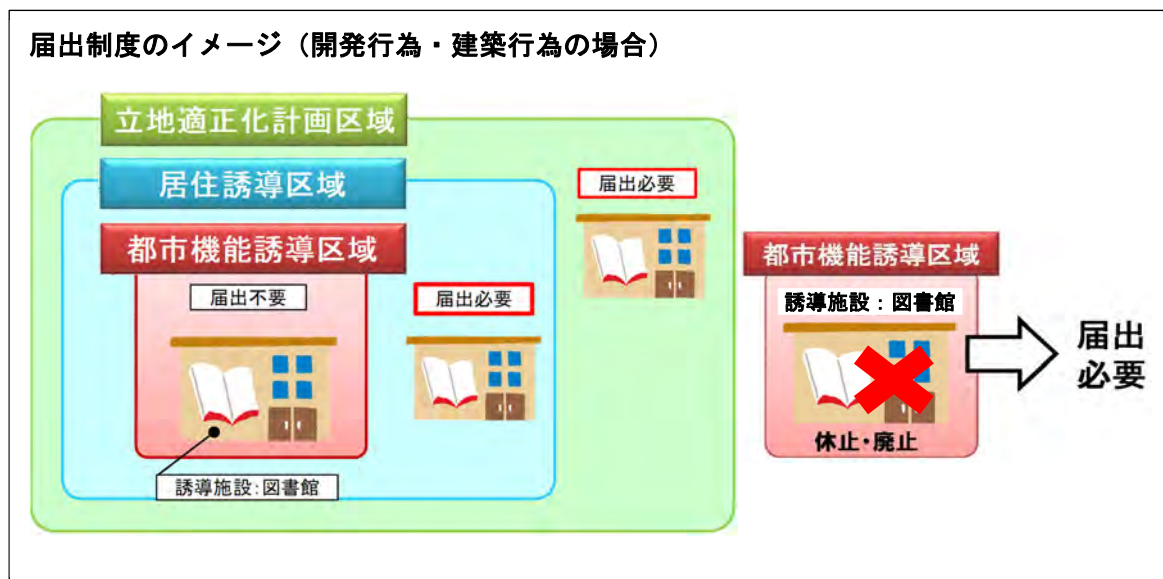 届出制度のイメージ（開発行為・建築行為の場合）
立地適正化計画区域
居住誘導区域
都市機能誘導区域
届出不要
届出必要
届出必要
誘導施設:図書館
都市機能誘導区域
誘導施設：図書館
休止・廃止
届出
必要